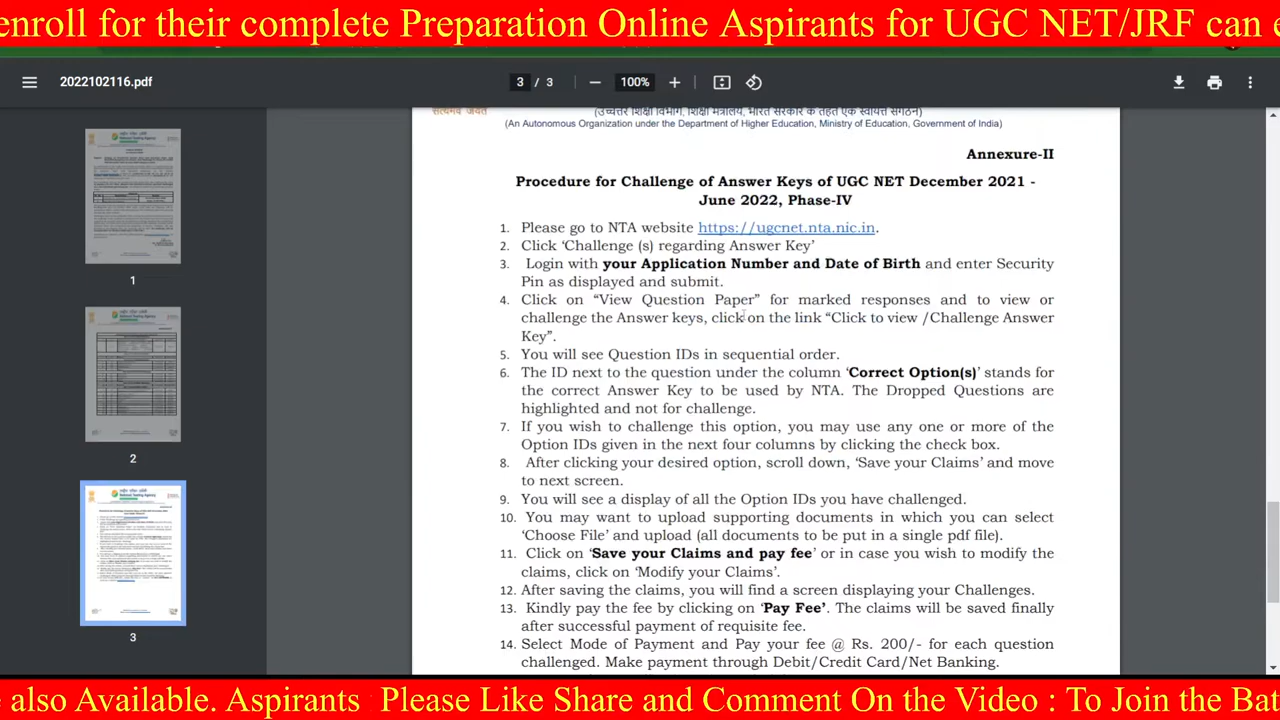 enroll for their complete Preparation Online Aspirants for UGC NET/JRF can e
2022102116.pdf
3 / 3
100%
सत्यमेव जयते
(उच्चतर शिक्षा विभाग, शिक्षा मंत्रालय, भारत सरकार के तहत एक स्वायत्त संगठन)
(An Autonomous Organization under the Department of Higher Education, Ministry of Education, Government of India)
Annexure-II
Procedure for Challenge of Answer Keys of UGC NET December 2021 -
June 2022, Phase-IV
1. Please go to NTA website https://ugcnet.nta.nic.in.
2. Click ‘Challenge (s) regarding Answer Key’
3. Login with your Application Number and Date of Birth and enter Security
Pin as displayed and submit.
4. Click on “View Question Paper” for marked responses and to view or
challenge the Answer keys, click on the link “Click to view /Challenge Answer
Key”.
5. You will see Question IDs in sequential order.
6. The ID next to the question under the column ‘Correct Option(s)’ stands for
the correct Answer Key to be used by NTA. The Dropped Questions are
highlighted and not for challenge.
7. If you wish to challenge this option, you may use any one or more of the
Option IDs given in the next four columns by clicking the check box.
8. After clicking your desired option, scroll down, ‘Save your Claims’ and move
to next screen.
9. You will see a display of all the Option IDs you have challenged.
10. You may want to upload supporting documents in which you can select
‘Choose File’ and upload (all documents to be put in a single pdf file).
11. Click on ‘Save your Claims and pay fee’ or in case you wish to modify the
claims click on ‘Modify your Claims’.
12. After saving the claims, you will find a screen displaying your Challenges.
13. Kindly pay the fee by clicking on ‘Pay Fee’. The claims will be saved finally
after successful payment of requisite fee.
14. Select Mode of Payment and Pay your fee @ Rs. 200/- for each question
challenged. Make payment through Debit/Credit Card/Net Banking.
1
2
3
e also Available. Aspirants Please Like Share and Comment On the Video : To Join the Bat